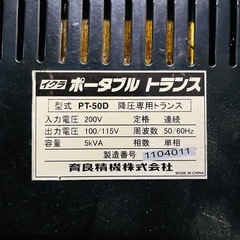 イクラ ポータブル トランス
型式 PT-50D 降圧専用トランス
入力電圧 200V 定格 連続
出力電圧 100/115V 周波数 50/60Hz
容量 5kVA 相数 単相
製造番号 1104011
育良精機株式会社
MADE IN CHINA